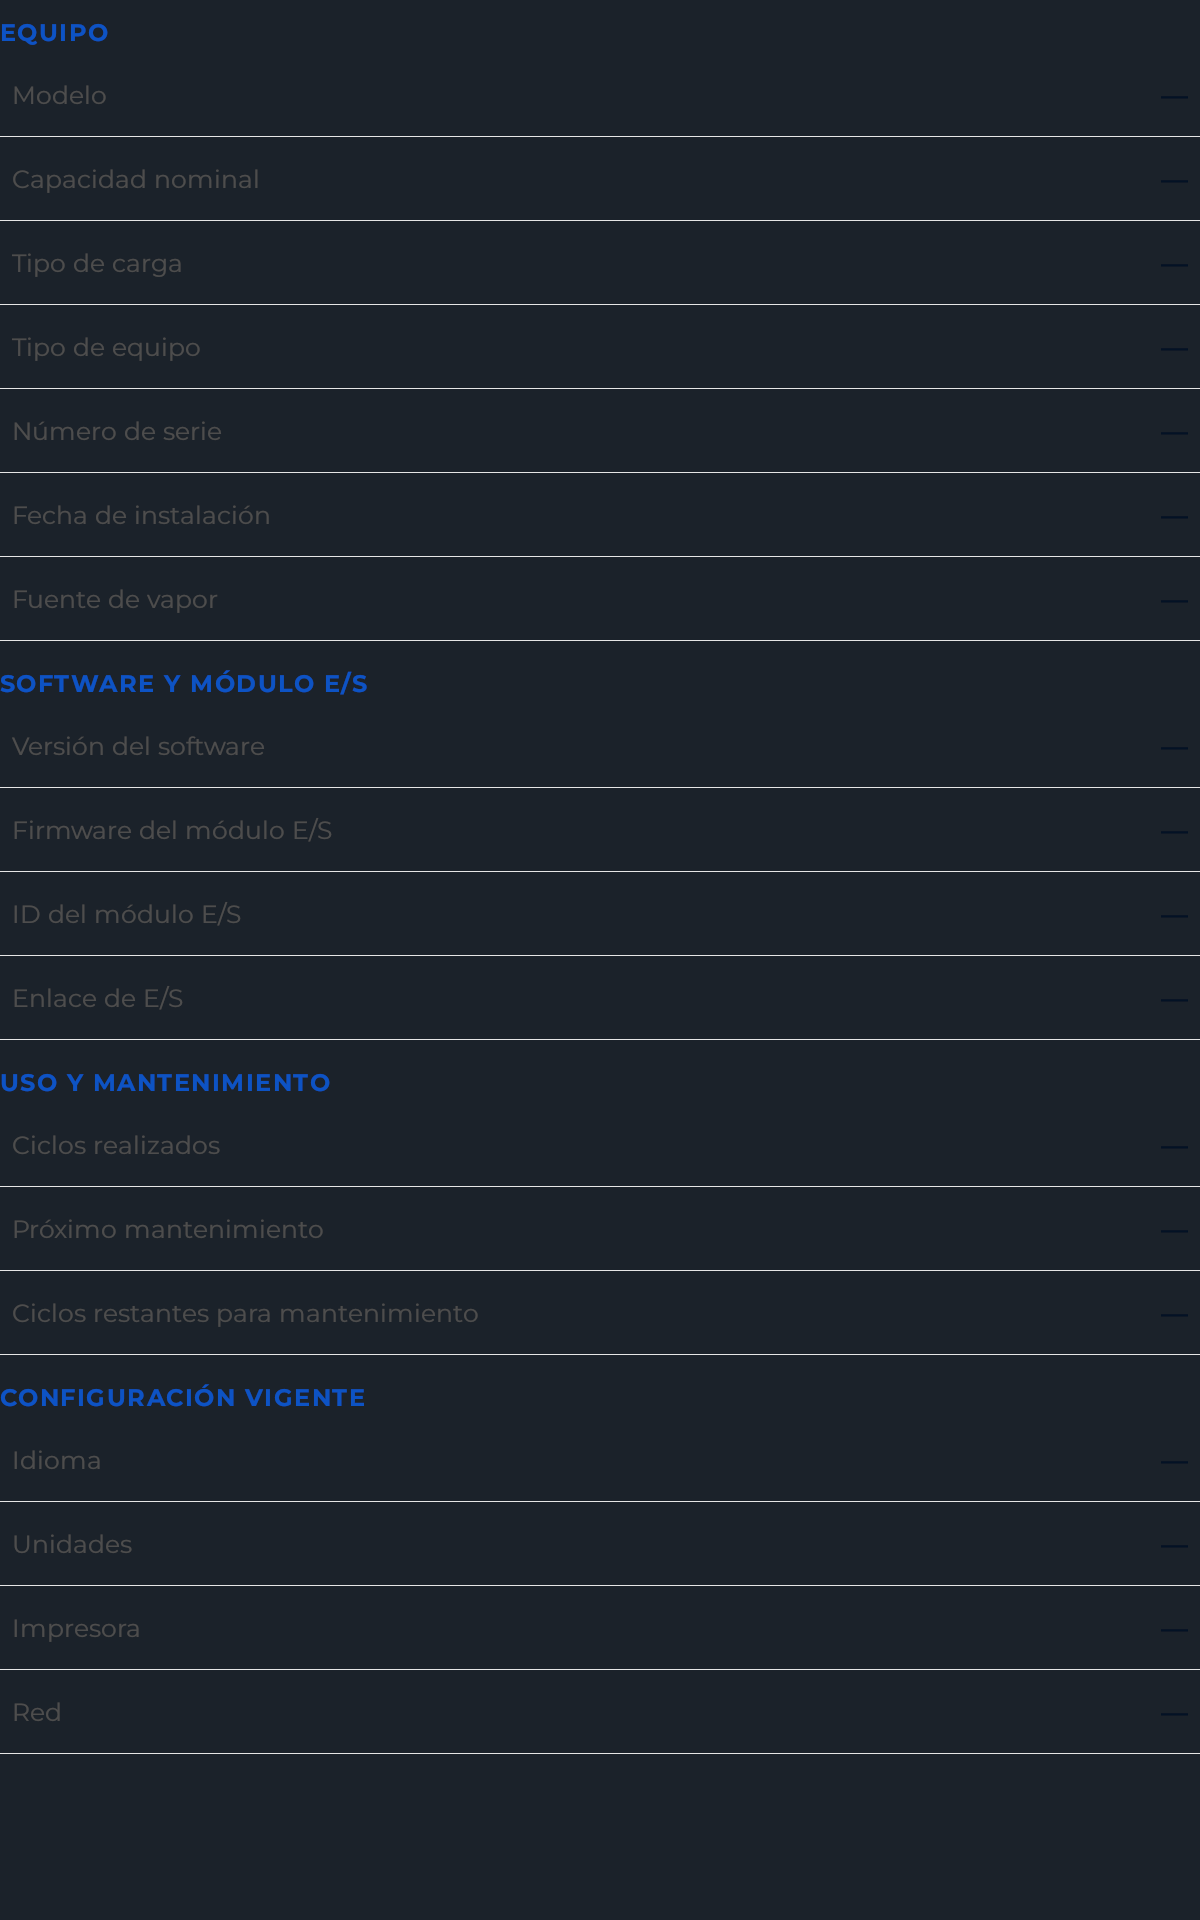 EQUIPO
Modelo —
Capacidad nominal —
Tipo de carga —
Tipo de equipo —
Número de serie —
Fecha de instalación —
Fuente de vapor —
SOFTWARE Y MÓDULO E/S
Versión del software —
Firmware del módulo E/S —
ID del módulo E/S —
Enlace de E/S —
USO Y MANTENIMIENTO
Ciclos realizados —
Próximo mantenimiento —
Ciclos restantes para mantenimiento —
CONFIGURACIÓN VIGENTE
Idioma —
Unidades —
Impresora —
Red —